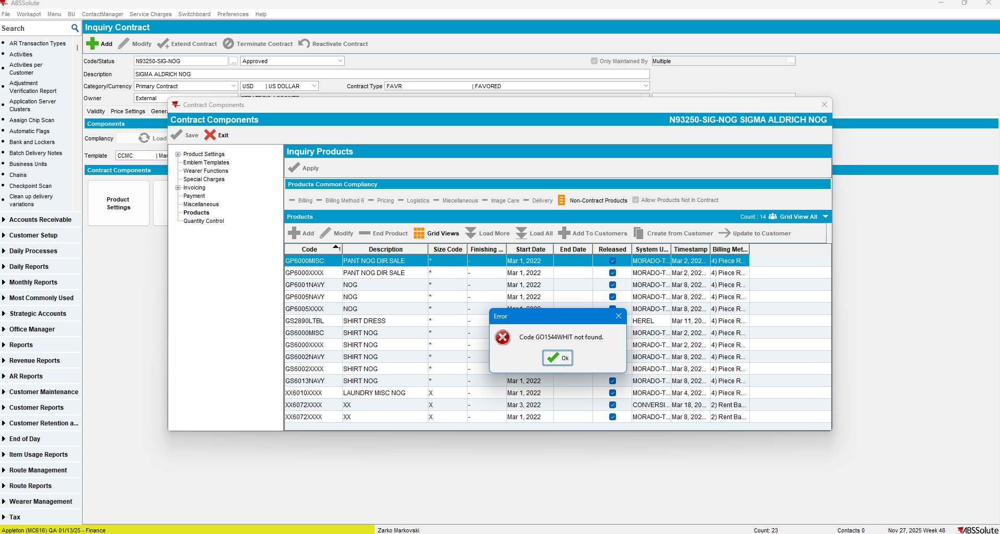 ABSSolute
File Workspot Menu BU ContactManager Service Charges Switchboard Preferences Help
Search
AR Transaction Types
Activities
Activities per
Customer
Adjustment
Verification Report
Application Server
Clusters
Assign Chip Scan
Automatic Flags
Bank and Lockers
Batch Delivery Notes
Business Units
Chains
Checkpoint Scan
Clean up delivery
variations
Accounts Receivable
Customer Setup
Daily Processes
Daily Reports
Monthly Reports
Most Commonly Used
Strategic Accounts
Office Manager
Reports
Revenue Reports
AR Reports
Customer Maintenance
Customer Reports
Customer Retention a...
End of Day
Item Usage Reports
Route Management
Route Reports
Wearer Management
Tax
Inquiry Contract
Add Modify Extend Contract Terminate Contract Reactivate Contract
Code/Status N93250-SIG-NOG ... Approved Only Maintained By Multiple ...
Description SIGMA ALDRICH NOG
Category/Currency Primary Contract USD | US DOLLAR Contract Type FAVR | FAVORED
Owner External
Validity Price Settings Genera
Components
Compliancy Load
Template CCMC | Mar
Contract Components
Product
Settings
Contract Components
Contract Components N93250-SIG-NOG SIGMA ALDRICH NOG
Save Exit
Product Settings
Emblem Templates
Wearer Functions
Special Charges
Invoicing
Payment
Miscellaneous
Products
Quantity Control
Inquiry Products
Apply
Products Common Compliancy
Billing Billing Method 6 Pricing Logistics Miscellaneous Image Care Delivery Non-Contract Products Allow Products Not In Contract
Products Count : 14 Grid View All
Add Modify End Product Grid Views Load More Load All Add To Customers Create from Customer Update to Customer
Code 1 Description Size Code Finishing ... Start Date End Date Released System U... Timestamp Billing Met...
GP6000MISC PANT NOG DIR SALE * - Mar 1, 2022 MORADO-T... Mar 2, 202... 4) Piece R...
GP6000XXXX PANT NOG DIR SALE * - Mar 1, 2022 MORADO-T... Mar 2, 202... 4) Piece R...
GP6001NAVY NOG * - Mar 1, 2022 MORADO-T... Mar 8, 202... 4) Piece R...
GP6005NAVY NOG * - Mar 1, 2022 MORADO-T... Mar 8, 202... 4) Piece R...
GP6005XXXX NOG * - MORADO-T... Mar 8, 202... 4) Piece R...
GS2890LTBL SHIRT DRESS * - HEREL Mar 11, 20... 4) Piece R...
GS6000MISC SHIRT NOG * - MORADO-T... Mar 2, 202... 4) Piece R...
GS6000XXXX SHIRT NOG * - MORADO-T... Mar 2, 202... 4) Piece R...
GS6002NAVY SHIRT NOG * - MORADO-T... Mar 8, 202... 4) Piece R...
GS6002XXXX SHIRT NOG * - MORADO-T... Mar 8, 202... 4) Piece R...
GS6013NAVY SHIRT NOG * - Mar 1, 2022 MORADO-T... Mar 8, 202... 4) Piece R...
XX6010XXXX LAUNDRY MISC NOG X - Mar 1, 2022 MORADO-T... Mar 4, 202... 4) Piece R...
XX6072XXXX XX X - Mar 3, 2022 CONVERSI... Mar 18, 20... 2) Rent Ba...
XX6072XXXX XX X - Mar 1, 2022 MORADO-T... Mar 8, 202... 2) Rent Ba...
Error
Code GO1544WHIT not found.
Ok
Appleton (MC616) QA 01/13/25 - Finance Zarko Markovski Count: 23 Contacts 0 Nov 27, 2025 Week 48 ABSSolute